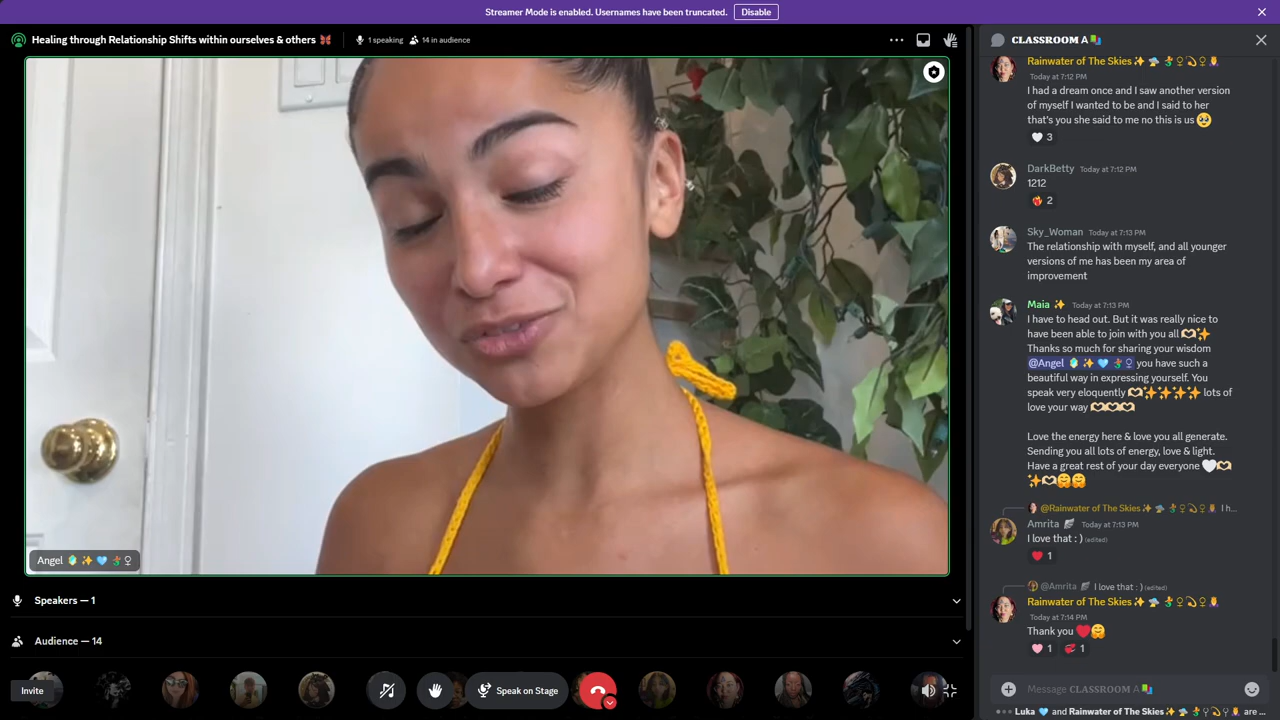 Streamer Mode is enabled. Usernames have been truncated. Disable
Healing through Relationship Shifts within ourselves & others 🦋
1 speaking 14 in audience
Angel ✨ 🩵 ♀
Speakers — 1
Audience — 14
Invite
Speak on Stage
CLASSROOM A
Rainwater of The Skies ✨
Today at 7:12 PM
I had a dream once and I saw another version
of myself I wanted to be and I said to her
that's you she said to me no this is us 🥹
🤍 3
DarkBetty Today at 7:12 PM
1212
❤️‍🔥 2
Sky_Woman Today at 7:13 PM
The relationship with myself, and all younger
versions of me has been my area of
improvement
Maia ✨ Today at 7:13 PM
I have to head out. But it was really nice to
have been able to join with you all 🫶🏼✨
Thanks so much for sharing your wisdom
@Angel ✨ 🩵 ♀ you have such a
beautiful way in expressing yourself. You
speak very eloquently 🫶🏼✨✨✨✨ lots of
love your way 🫶🏼🫶🏼🫶🏼
Love the energy here & love you all generate.
Sending you all lots of energy, love & light.
Have a great rest of your day everyone 🤍🫶🏼
✨🫶🏼🤗🤗
@Rainwater of The Skies ✨ I h...
Amrita Today at 7:13 PM
I love that : ) (edited)
❤️ 1
@Amrita I love that : ) (edited)
Rainwater of The Skies ✨
Today at 7:14 PM
Thank you ❤️🤗
🩷 1 💞 1
Message CLASSROOM A
Luka 🩵 and Rainwater of The Skies ✨ are ...